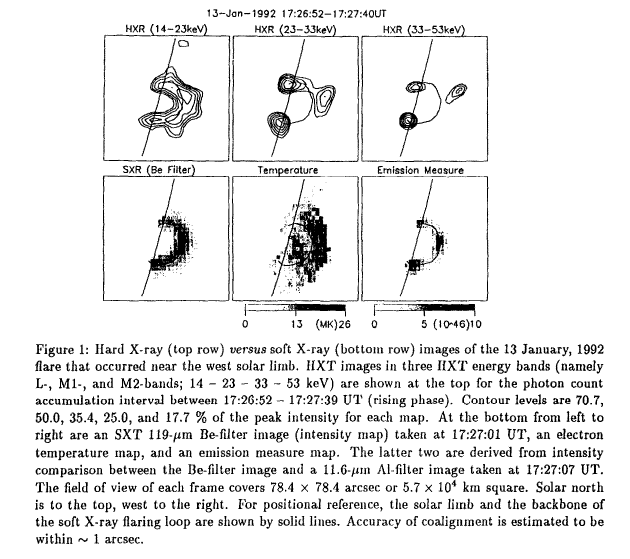 13-Jan-1992 17:26:52-17:27:40UT
HXR (14-23keV) HXR (23-33keV) HXR (33-53keV)
SXR (Be Filter) Temperature Emission Measure
0 13 (MK)26 0 5 (10^46)10
Figure 1: Hard X-ray (top row) versus soft X-ray (bottom row) images of the 13 January, 1992
flare that occurred near the west solar limb. HXT images in three HXT energy bands (namely
L-, M1-, and M2-bands; 14 – 23 – 33 – 53 keV) are shown at the top for the photon count
accumulation interval between 17:26:52 – 17:27:39 UT (rising phase). Contour levels are 70.7,
50.0, 35.4, 25.0, and 17.7 % of the peak intensity for each map. At the bottom from left to
right are an SXT 119-μm Be-filter image (intensity map) taken at 17:27:01 UT, an electron
temperature map, and an emission measure map. The latter two are derived from intensity
comparison between the Be-filter image and a 11.6-μm Al-filter image taken at 17:27:07 UT.
The field of view of each frame covers 78.4 × 78.4 arcsec or 5.7 × 10⁴ km square. Solar north
is to the top, west to the right. For positional reference, the solar limb and the backbone of
the soft X-ray flaring loop are shown by solid lines. Accuracy of coalignment is estimated to be
within ~ 1 arcsec.